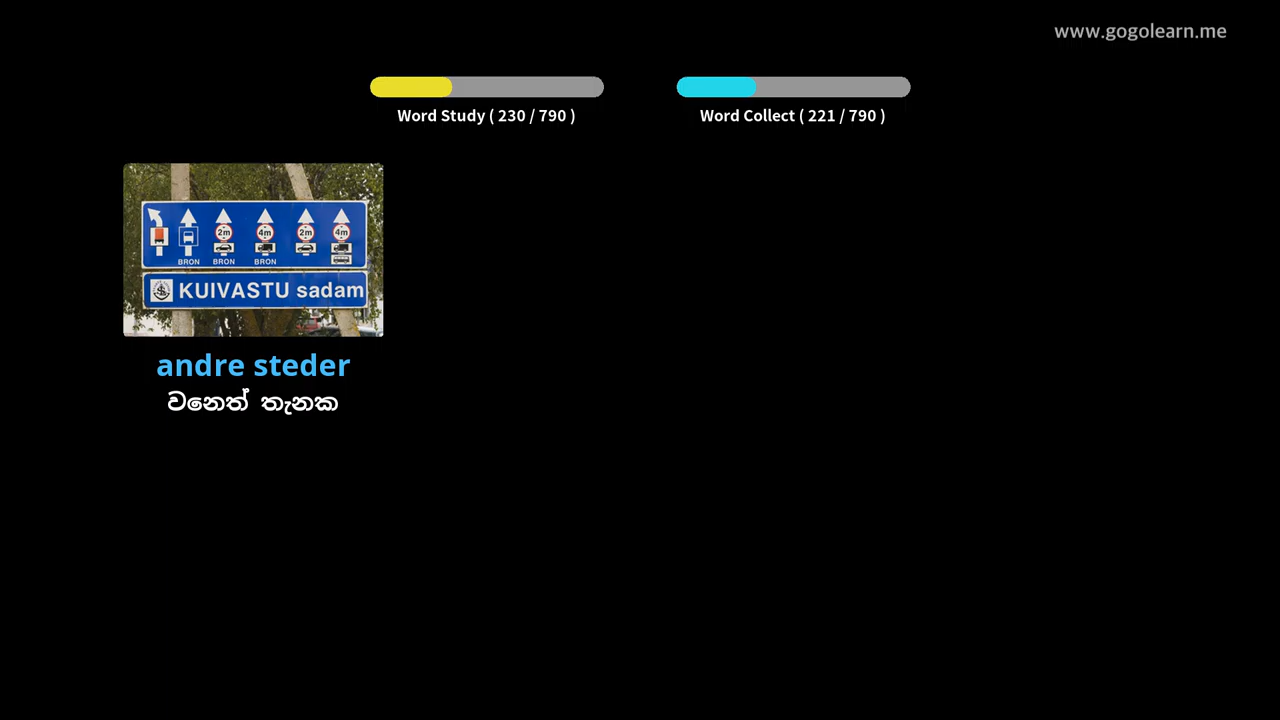 www.gogolearn.me
Word Study ( 230 / 790 )
Word Collect ( 221 / 790 )
2m 4m 2m 4m
BRON BRON BRON
KUIVASTU sadam
andre steder
වනෙත් තැනක